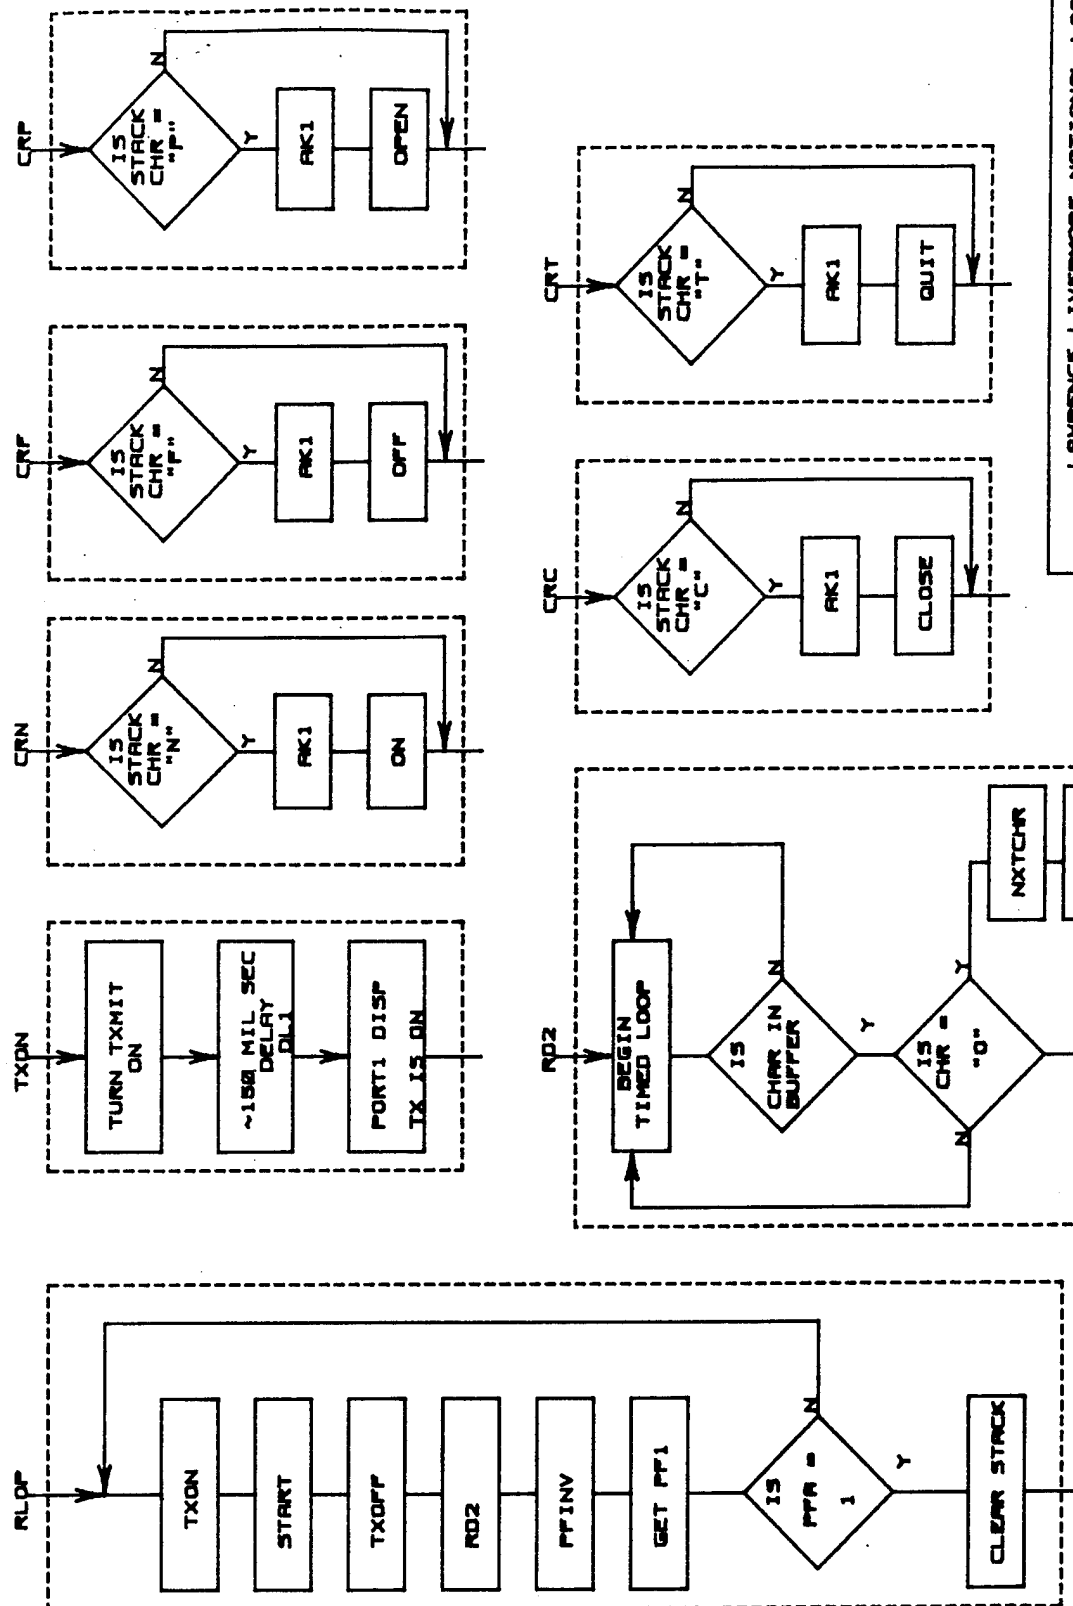 RLOP
TXON
START
TXOFF
RD2
PFINV
GET PF1
IS
PFA =
1
N
Y
CLEAR STACK
TXON
TURN TXMIT
ON
~150 MIL SEC
DELAY
DL1
PORT1 DISP
TX IS ON
CRN
IS
STACK
CHR =
"N"
N
Y
AK1
ON
CRF
IS
STACK
CHR =
"F"
N
Y
AK1
OFF
CRP
IS
STACK
CHR =
"P"
N
Y
AK1
OPEN
RD2
BEGIN
TIMED LOOP
IS
CHAR IN
BUFFER
N
Y
IS
CHR =
N
Y
NXTCHR
CRC
IS
STACK
CHR =
"C"
N
Y
AK1
CLOSE
CRT
IS
STACK
CHR =
"T"
N
Y
AK1
QUIT